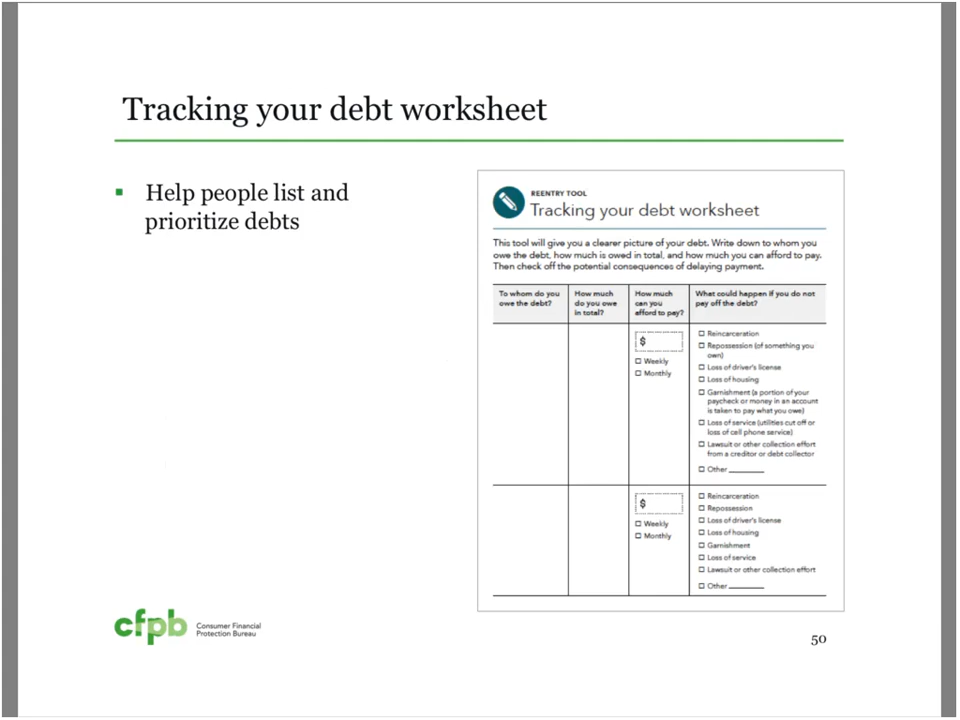 Tracking your debt worksheet
Help people list and
prioritize debts
REENTRY TOOL
Tracking your debt worksheet
This tool will give you a clearer picture of your debt. Write down to whom you
owe the debt, how much is owed in total, and how much you can afford to pay.
Then check off the potential consequences of delaying payment.
To whom do you
owe the debt?
How much
do you owe
in total?
How much
can you
afford to pay?
What could happen if you do not
pay off the debt?
$
Weekly
Monthly
Reincarceration
Repossession (of something you
own)
Loss of driver's license
Loss of housing
Garnishment (a portion of your
paycheck or money in an account
is taken to pay what you owe)
Loss of service (utilities cut off or
loss of cell phone service)
Lawsuit or other collection effort
from a creditor or debt collector
Other
$
Weekly
Monthly
Reincarceration
Repossession
Loss of driver's license
Loss of housing
Garnishment
Loss of service
Lawsuit or other collection effort
Other
cfpb
Consumer Financial
Protection Bureau
50